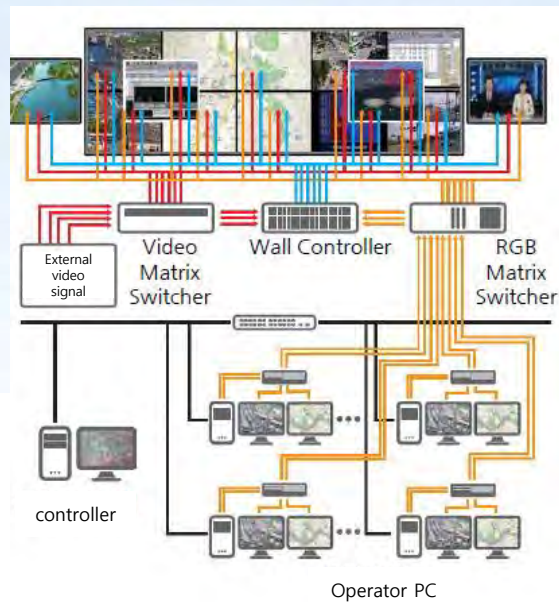 Video
Matrix
Switcher
Wall Controller
RGB
Matrix
Switcher
External
video
signal
controller
Operator PC